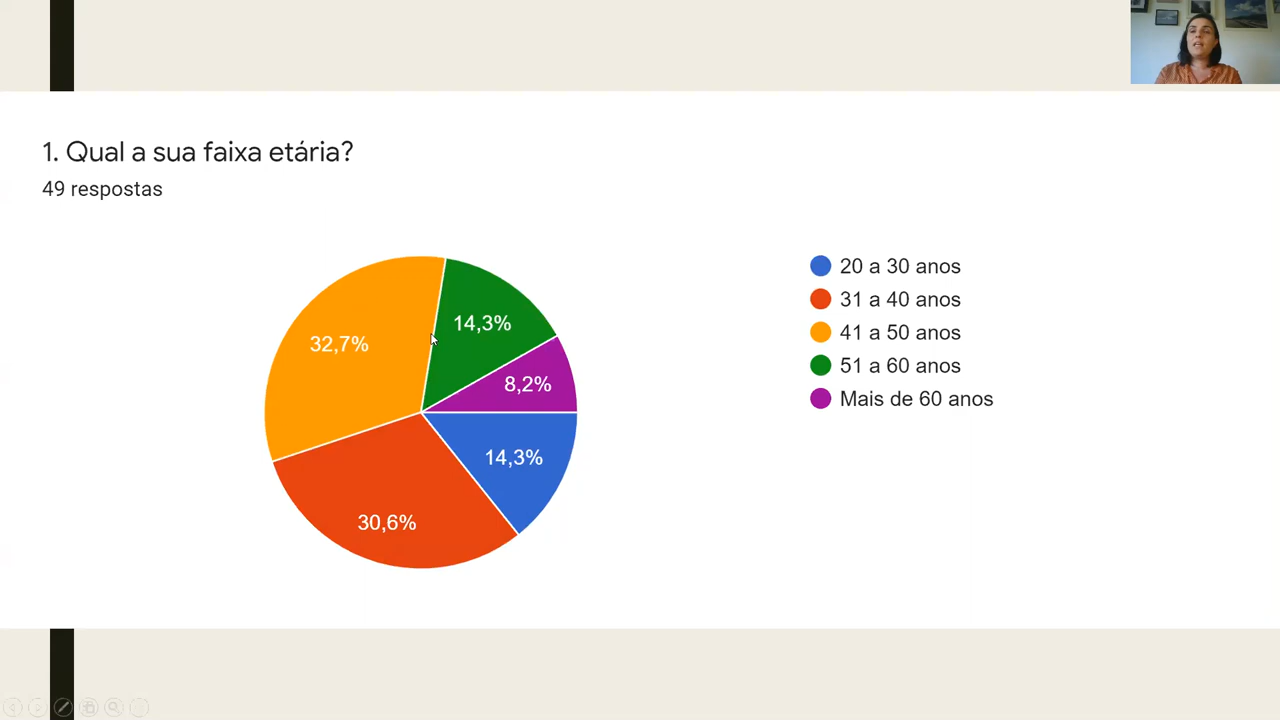 1. Qual a sua faixa etária?
49 respostas
20 a 30 anos
31 a 40 anos
41 a 50 anos
51 a 60 anos
Mais de 60 anos
32,7%
14,3%
8,2%
14,3%
30,6%